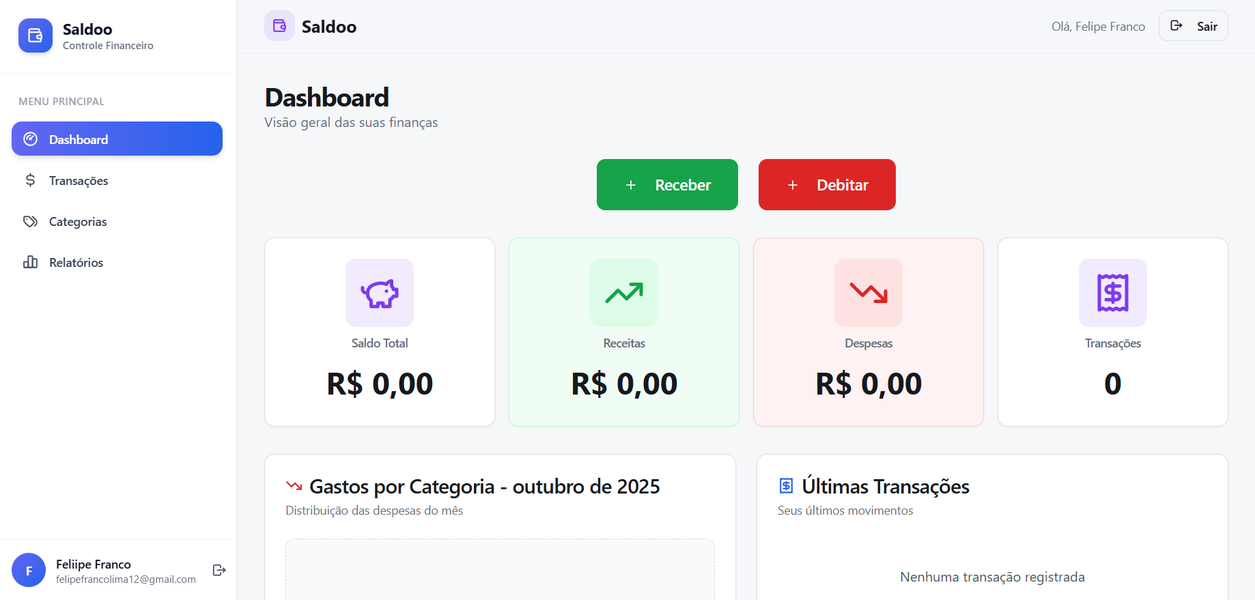 Saldoo
Controle Financeiro
MENU PRINCIPAL
Dashboard
Transações
Categorias
Relatórios
F
Feliipe Franco
felipefrancolima12@gmail.com
Saldoo
Olá, Felipe Franco
Sair
Dashboard
Visão geral das suas finanças
+ Receber
+ Debitar
Saldo Total
R$ 0,00
Receitas
R$ 0,00
Despesas
R$ 0,00
Transações
0
Gastos por Categoria - outubro de 2025
Distribuição das despesas do mês
Últimas Transações
Seus últimos movimentos
Nenhuma transação registrada